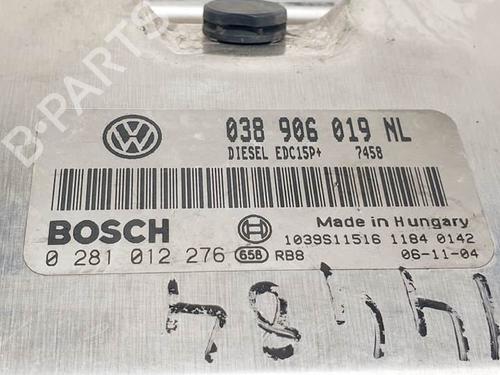 038 906 019 NL
DIESEL EDC15P+ 7458
BOSCH
Made in Hungary
0 281 012 276 658 RB8
1039S11516 1184 0142
06-11-04
B-PARTS